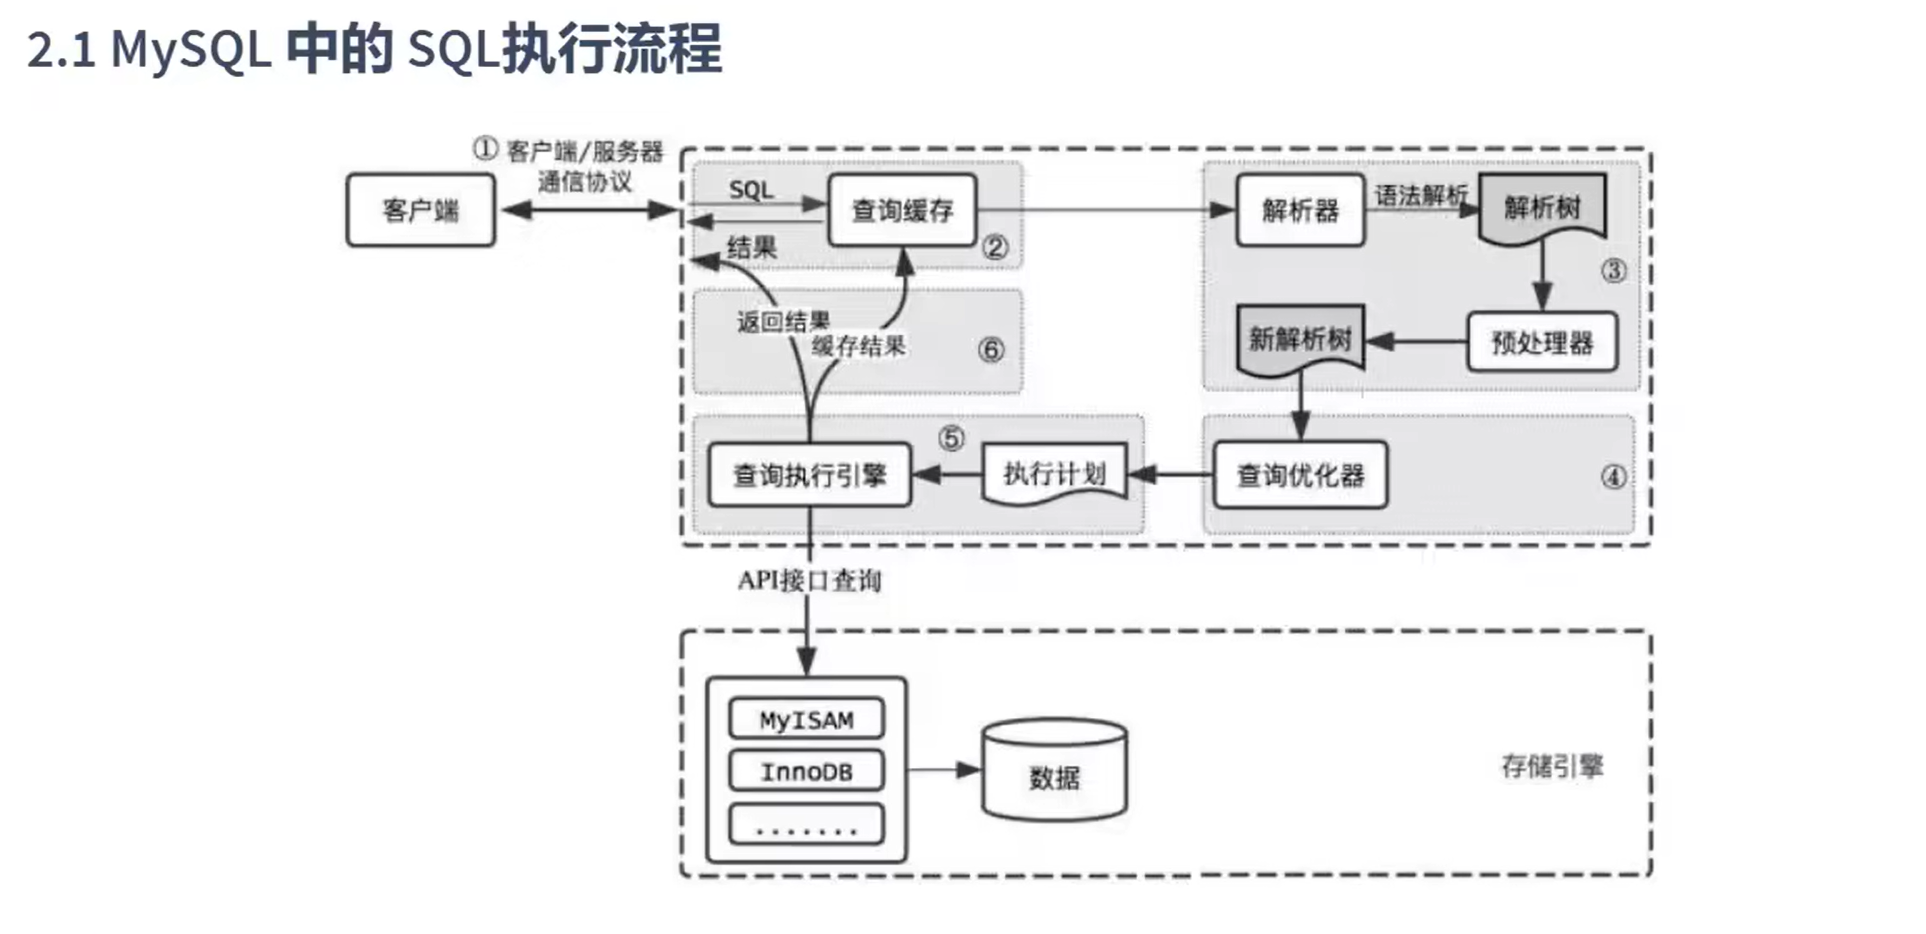 2.1 MySQL 中的 SQL执行流程
① 客户端/服务器
通信协议
客户端
SQL
查询缓存
结果
②
解析器
语法解析
解析树
③
预处理器
新解析树
返回结果
缓存结果
⑥
查询执行引擎
⑤
执行计划
查询优化器
④
API接口查询
MyISAM
InnoDB
.......
数据
存储引擎